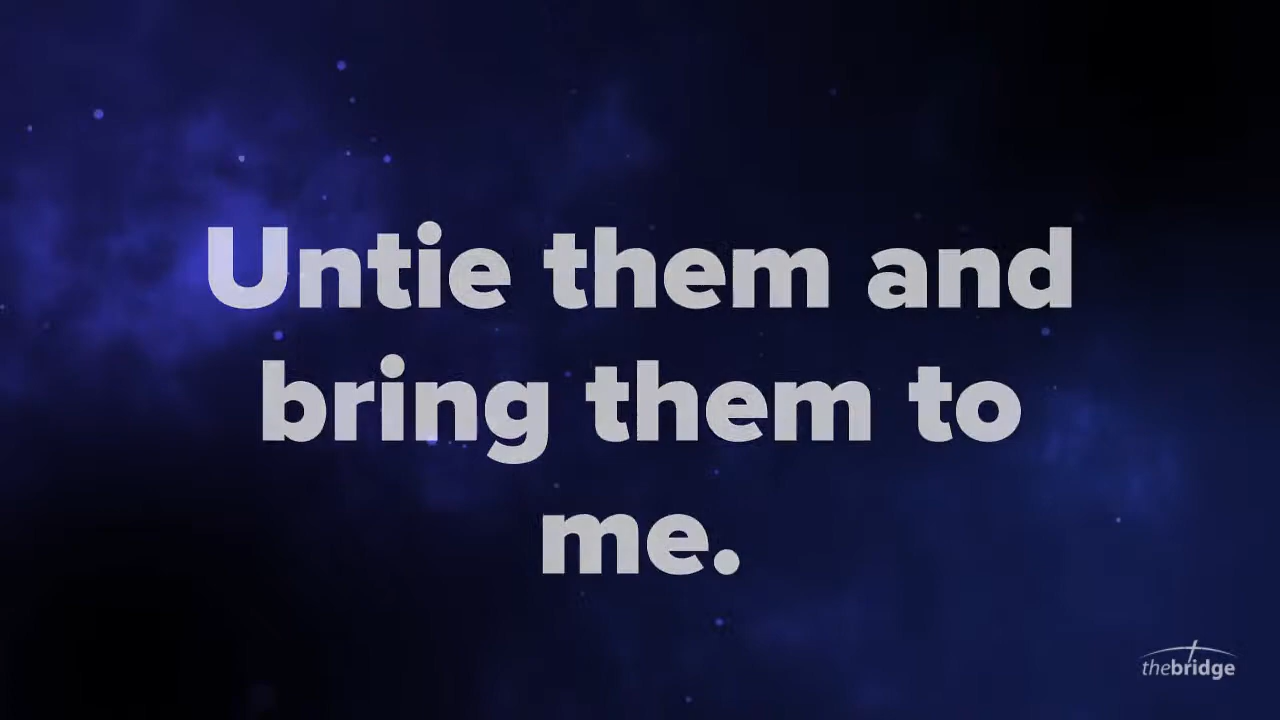 Untie them and
bring them to
me.
thebridge